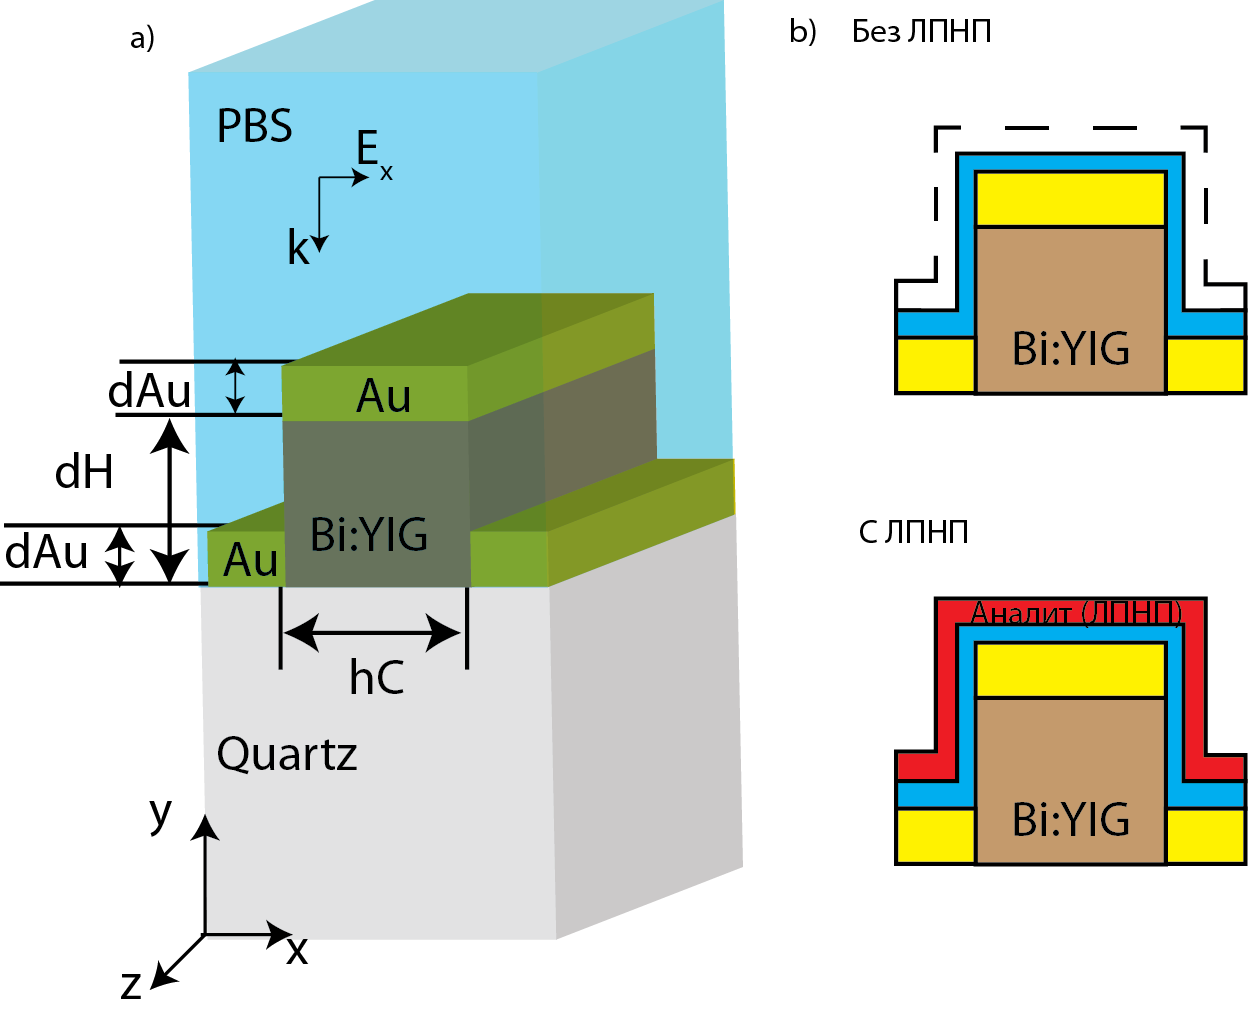 a)
PBS
E
x
k
dAu
Au
dH
Bi:YIG
dAu
Au
hC
Quartz
y
x
z
b) Без ЛПНП
Bi:YIG
С ЛПНП
Аналит (ЛПНП)
Bi:YIG